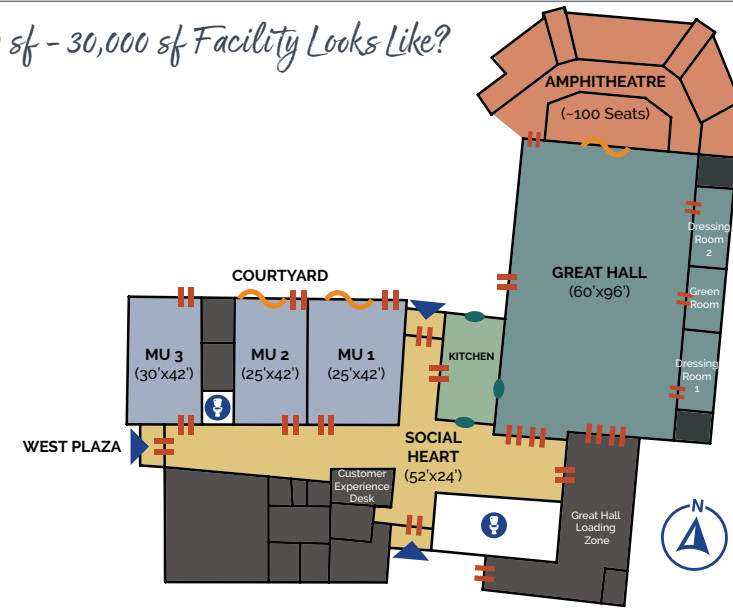 sf - 30,000 sf Facility Looks Like?
AMPHITHEATRE
(~100 Seats)
Dressing
Room
2
COURTYARD
GREAT HALL
(60'x96')
Green
Room
MU 3
(30'x42')
MU 2
(25'x42')
MU 1
(25'x42')
KITCHEN
Dressing
Room
1
WEST PLAZA
SOCIAL
HEART
(52'x24')
Customer
Experience
Desk
Great Hall
Loading
Zone
N